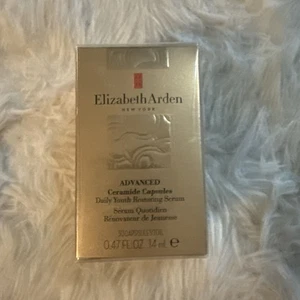 Elizabeth Arden
NEW YORK
ADVANCED
Ceramide Capsules
Daily Youth Restoring Serum
Sérum Quotidien
Rénovateur de Jeunesse
0.47 FL.OZ. 14 ml ℮